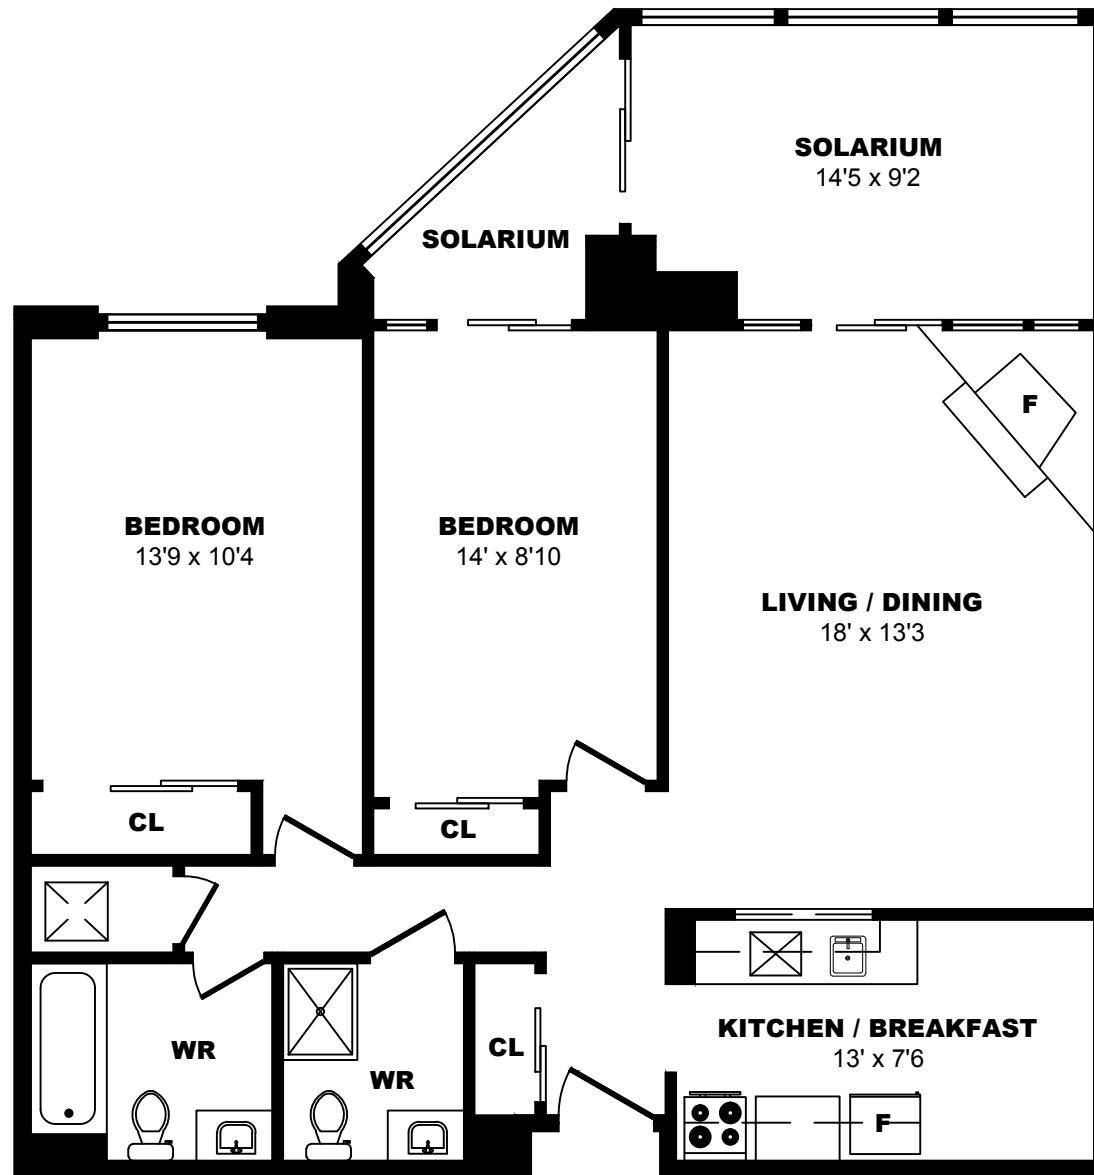 SOLARIUM
14'5 x 9'2
SOLARIUM
F
BEDROOM
13'9 x 10'4
BEDROOM
14' x 8'10
LIVING / DINING
18' x 13'3
CL
CL
WR
WR
CL
KITCHEN / BREAKFAST
13' x 7'6
F